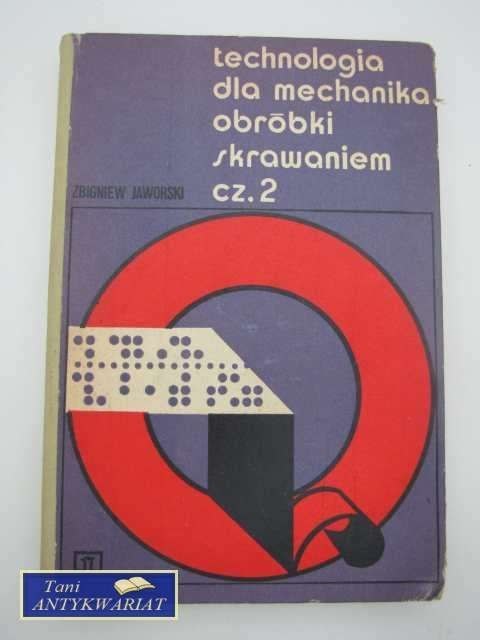 technologia
dla mechanika
obróbki
skrawaniem
cz. 2
ZBIGNIEW JAWORSKI
Tani
ANTYKWARIAT